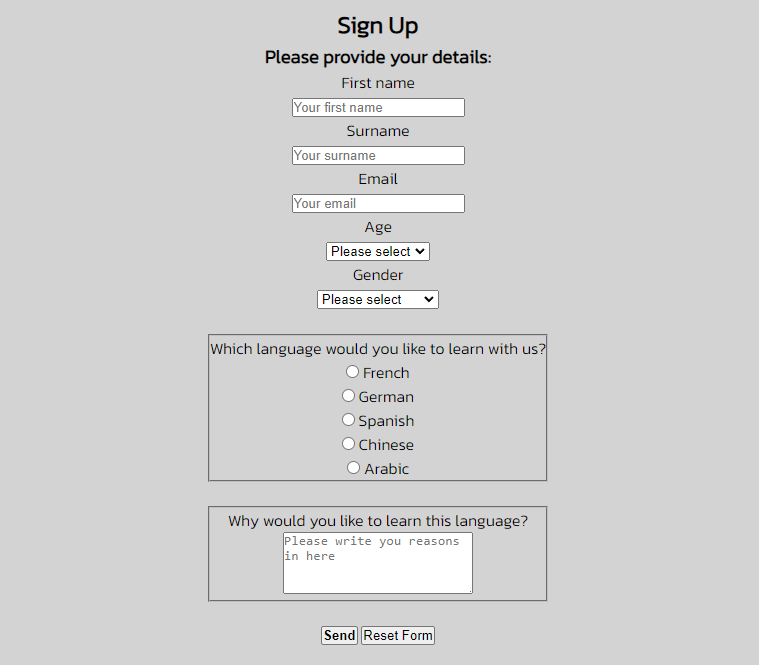 Sign Up
Please provide your details:
First name
Your first name
Surname
Your surname
Email
Your email
Age
Please select
Gender
Please select
Which language would you like to learn with us?
French
German
Spanish
Chinese
Arabic
Why would you like to learn this language?
Please write you reasons
in here
Send Reset Form